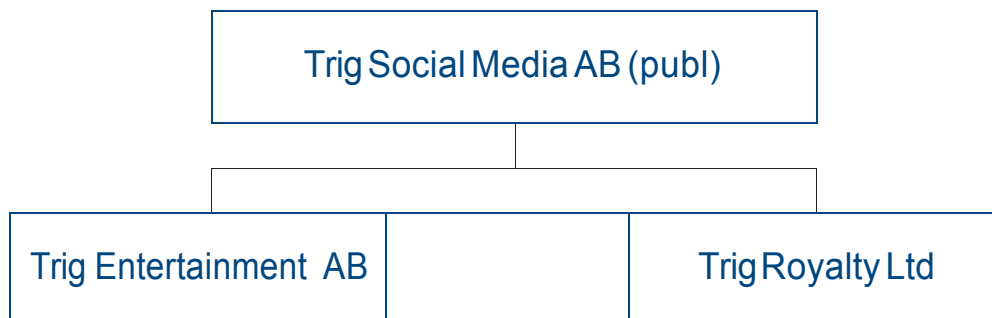 Trig Social Media AB (publ)
Trig Entertainment AB
Trig Royalty Ltd